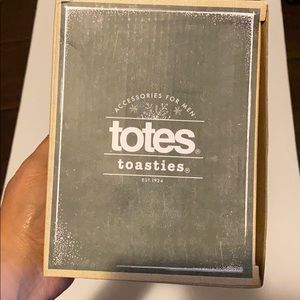 ACCESSORIES FOR MEN
totes®
toasties®
EST. 1924